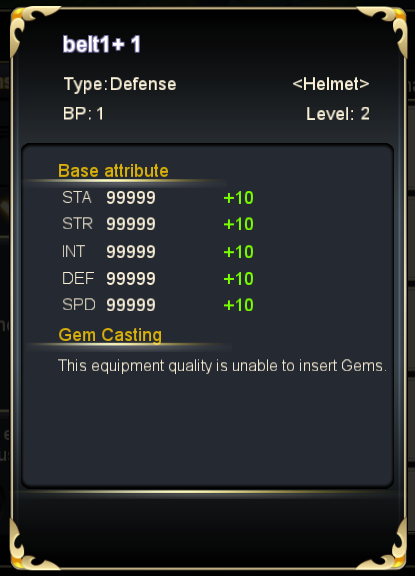 belt1+ 1
Type:Defense <Helmet>
BP: 1 Level: 2
Base attribute
STA 99999 +10
STR 99999 +10
INT 99999 +10
DEF 99999 +10
SPD 99999 +10
Gem Casting
This equipment quality is unable to insert Gems.